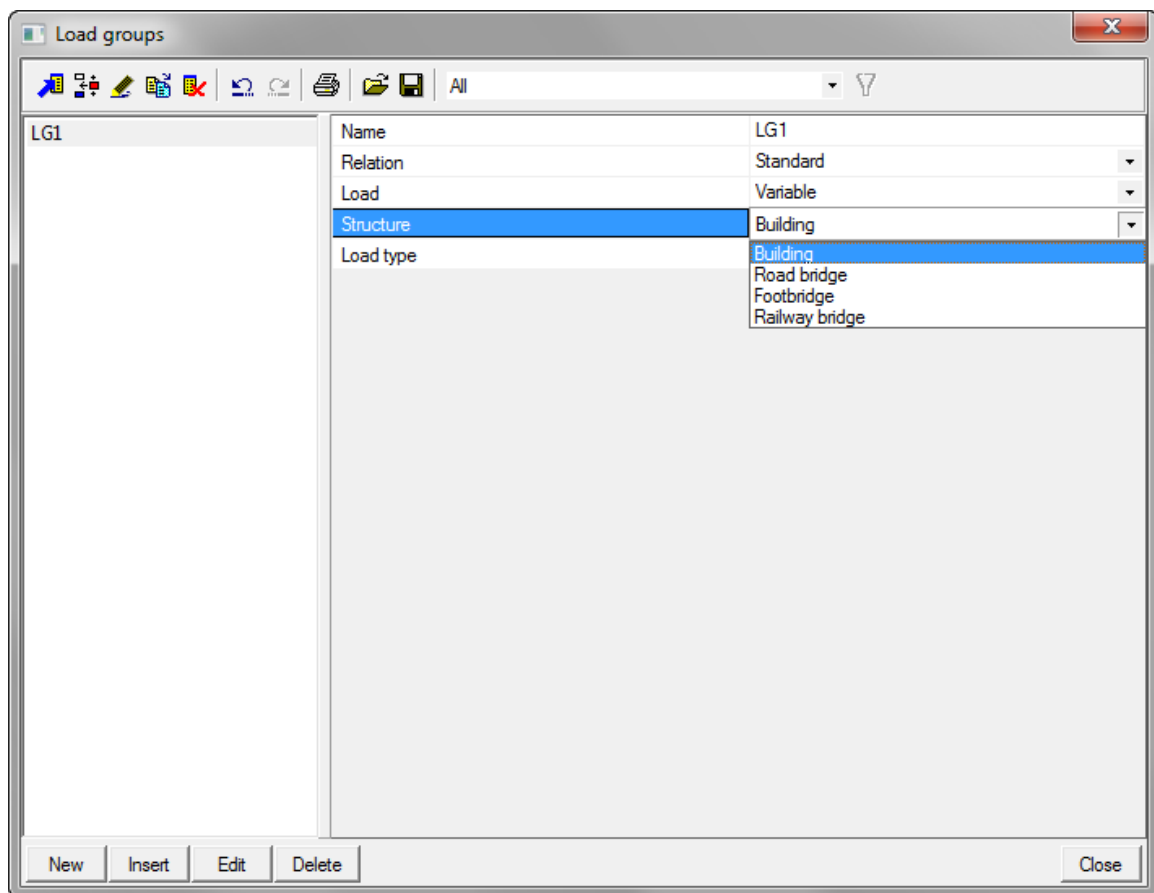 Load groups
All
LG1
Name LG1
Relation Standard
Load Variable
Structure Building
Load type Building
Road bridge
Footbridge
Railway bridge
New Insert Edit Delete Close